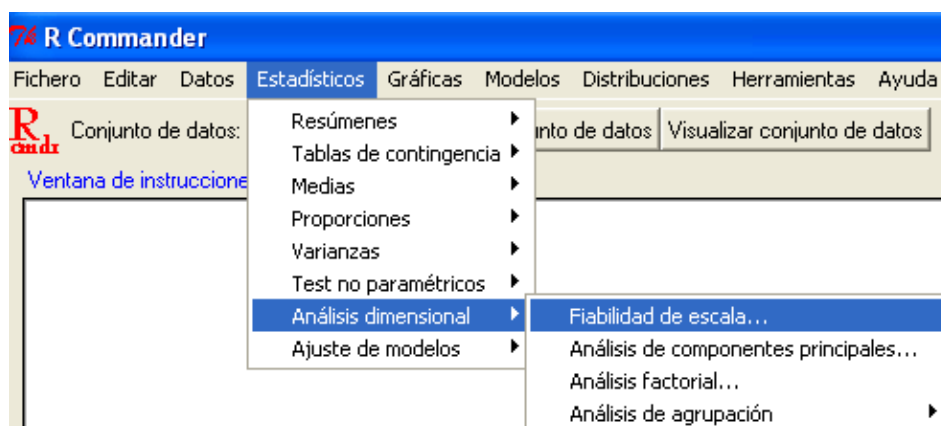 R Commander
Fichero Editar Datos Estadísticos Gráficas Modelos Distribuciones Herramientas Ayuda
R cmdr Conjunto de datos: de datos Visualizar conjunto de datos
Ventana de
Resúmenes
Tablas de contingencia
Medias
Proporciones
Varianzas
Test no paramétricos
Análisis dimensional
Ajuste de modelos
Fiabilidad de escala...
Análisis de componentes principales...
Análisis factorial...
Análisis de agrupación